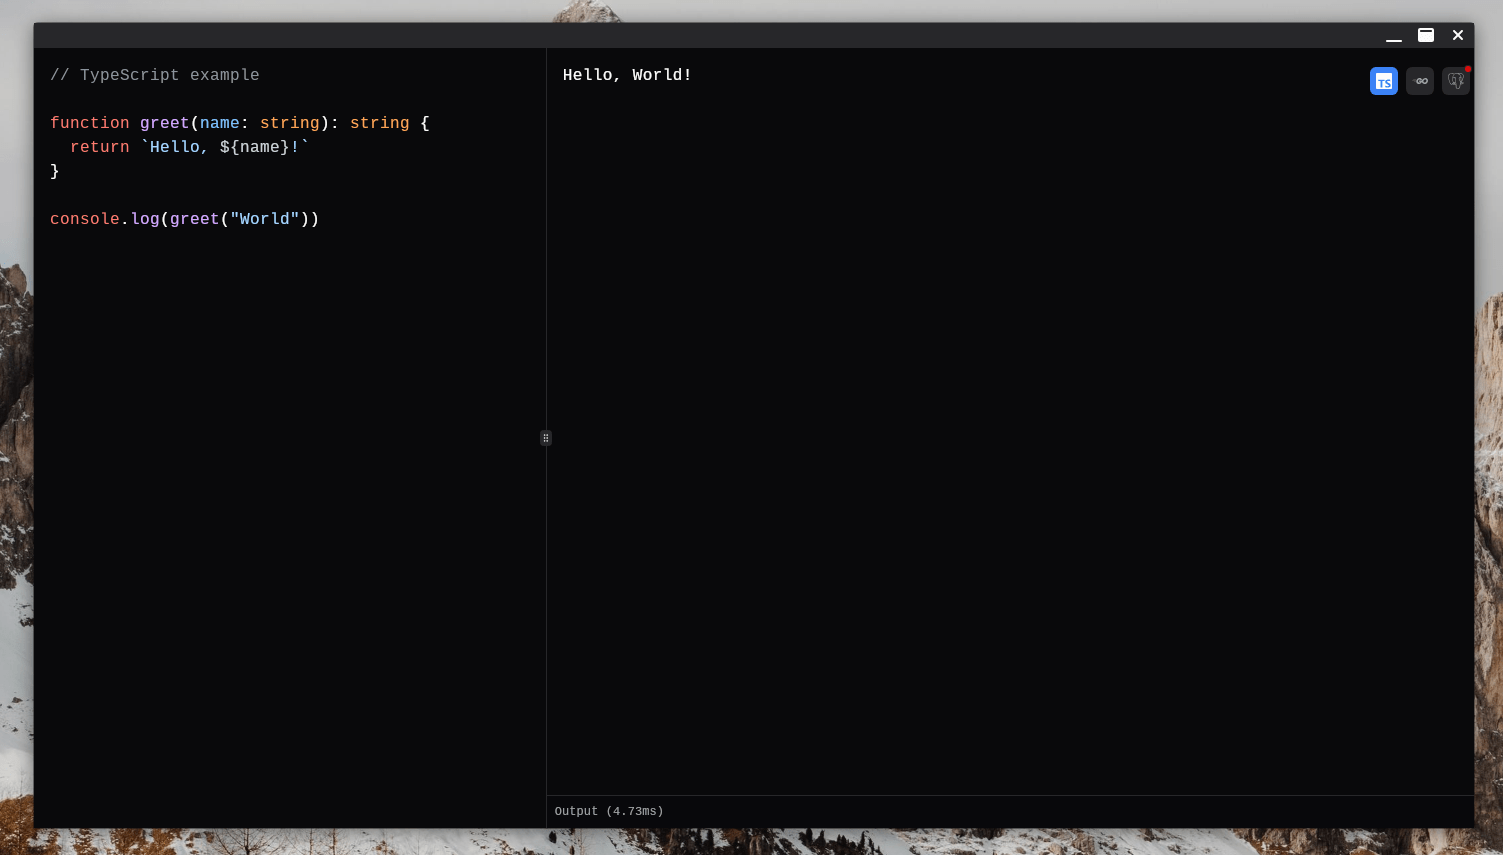 // TypeScript example
function greet(name: string): string {
  return `Hello, ${name}!`
}
console.log(greet("World"))
Hello, World!
TS
GO
Output (4.73ms)